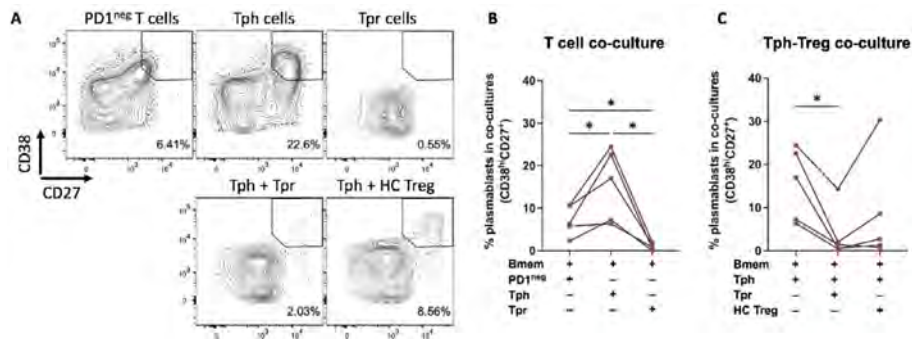 A
PD1neg T cells
Tph cells
Tpr cells
6.41%
22.6%
0.55%
CD38
CD27
Tph + Tpr
Tph + HC Treg
2.03%
8.56%
B
T cell co-culture
% plasmablasts in co-cultures
(CD38hiCD27+)
40
30
20
10
0
*
* *
Bmem + + +
PD1neg + – –
Tph – + –
Tpr – – +
C
Tph-Treg co-culture
% plasmablasts in co-cultures
(CD38hiCD27+)
40
30
20
10
0
*
Bmem + + +
Tph + + +
Tpr – + –
HC Treg – – +